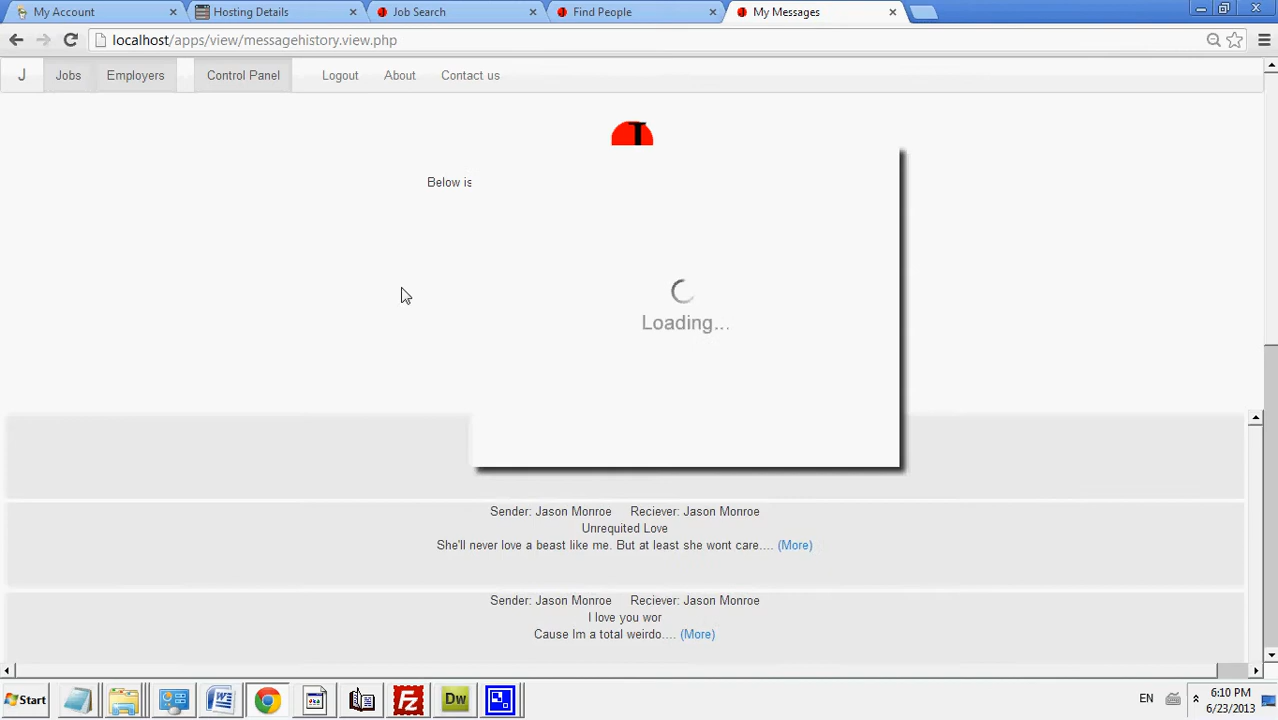 My Account
Hosting Details
Job Search
Find People
My Messages
localhost/apps/view/messagehistory.view.php
J Jobs Employers Control Panel Logout About Contact us
J
Below is
Loading...
Sender: Jason Monroe Reciever: Jason Monroe
Unrequited Love
She'll never love a beast like me. But at least she wont care.... (More)
Sender: Jason Monroe Reciever: Jason Monroe
I love you wor
Cause Im a total weirdo.... (More)
Start
W
Fz
Dw
EN
6:10 PM
6/23/2013